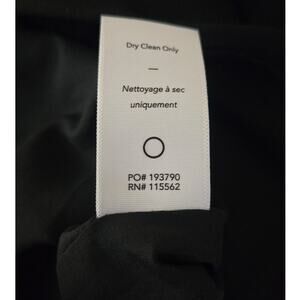 Dry Clean Only
—
Nettoyage à sec
uniquement
PO# 193790
RN# 115562